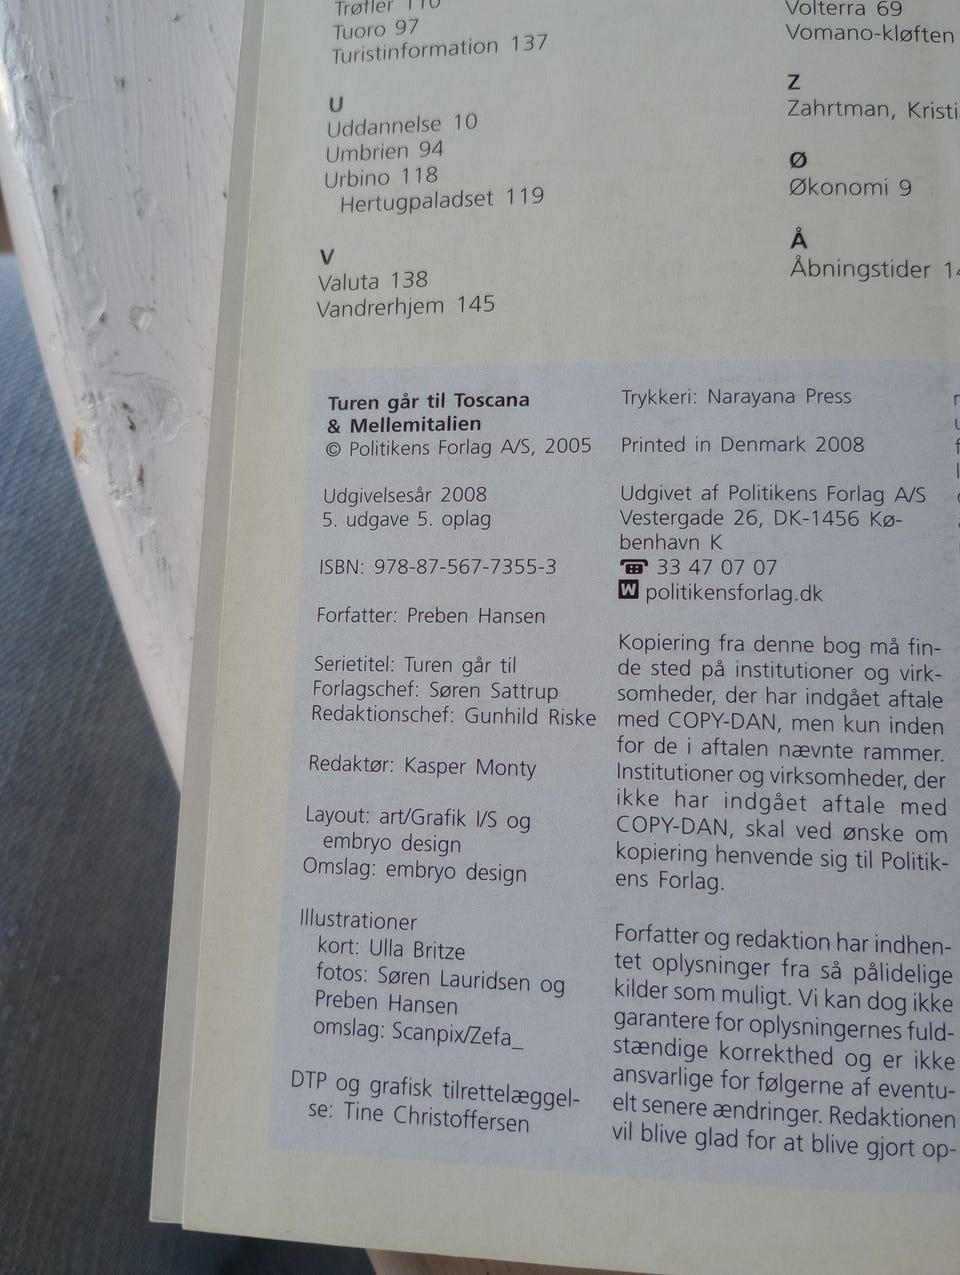 Trøfler 110
Tuoro 97
Turistinformation 137
U
Uddannelse 10
Umbrien 94
Urbino 118
Hertugpaladset 119
V
Valuta 138
Vandrerhjem 145
Volterra 69
Vomano-kløften
Z
Zahrtman, Kristi
Ø
Økonomi 9
Å
Åbningstider 14
Turen går til Toscana
& Mellemitalien
© Politikens Forlag A/S, 2005
Udgivelsesår 2008
5. udgave 5. oplag
ISBN: 978-87-567-7355-3
Forfatter: Preben Hansen
Serietitel: Turen går til
Forlagschef: Søren Sattrup
Redaktionschef: Gunhild Riske
Redaktør: Kasper Monty
Layout: art/Grafik I/S og
embryo design
Omslag: embryo design
Illustrationer
kort: Ulla Britze
fotos: Søren Lauridsen og
Preben Hansen
omslag: Scanpix/Zefa_
DTP og grafisk tilrettelæggel-
se: Tine Christoffersen
Trykkeri: Narayana Press
Printed in Denmark 2008
Udgivet af Politikens Forlag A/S
Vestergade 26, DK-1456 Kø-
benhavn K
☎ 33 47 07 07
W politikensforlag.dk
Kopiering fra denne bog må fin-
de sted på institutioner og virk-
somheder, der har indgået aftale
med COPY-DAN, men kun inden
for de i aftalen nævnte rammer.
Institutioner og virksomheder, der
ikke har indgået aftale med
COPY-DAN, skal ved ønske om
kopiering henvende sig til Politik-
ens Forlag.
Forfatter og redaktion har indhen-
tet oplysninger fra så pålidelige
kilder som muligt. Vi kan dog ikke
garantere for oplysningernes fuld-
stændige korrekthed og er ikke
ansvarlige for følgerne af eventu-
elt senere ændringer. Redaktionen
vil blive glad for at blive gjort op-